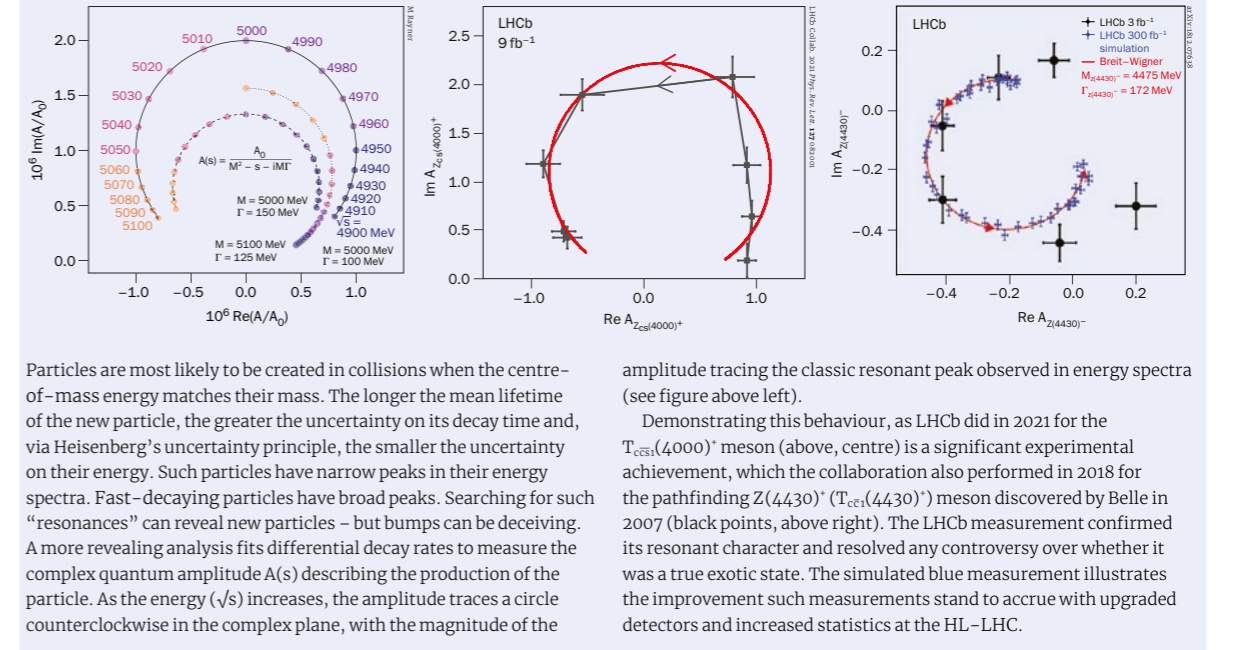 M Rayner
10⁶ Im(A/A₀)
2.0
1.5
1.0
0.5
0.0
−1.0
−0.5
0.0
0.5
1.0
10⁶ Re(A/A₀)
5000
5010
4990
5020
4980
5030
4970
5040
4960
5050
4950
5060
4940
5070
4930
5080
4920
5090
4910
5100
√s =
4900 MeV
A(s) = A₀ / (M² − s − iMΓ)
M = 5000 MeV
Γ = 150 MeV
M = 5100 MeV
Γ = 125 MeV
M = 5000 MeV
Γ = 100 MeV
LHCb
9 fb⁻¹
LHCb Collab. 2021 Phys. Rev. Lett. 127 082001
Im A_Zcs(4000)⁺
2.5
2.0
1.5
1.0
0.5
0.0
−1.0
0.0
1.0
Re A_Zcs(4000)⁺
LHCb
LHCb 3 fb⁻¹
LHCb 300 fb⁻¹
simulation
Breit–Wigner
M_Z(4430)⁻ = 4475 MeV
Γ_Z(4430)⁻ = 172 MeV
arXiv:1812.07638
Im A_Z(4430)⁻
0.2
0.0
−0.2
−0.4
−0.4
−0.2
0.0
0.2
Re A_Z(4430)⁻
Particles are most likely to be created in collisions when the centre-
of-mass energy matches their mass. The longer the mean lifetime
of the new particle, the greater the uncertainty on its decay time and,
via Heisenberg's uncertainty principle, the smaller the uncertainty
on their energy. Such particles have narrow peaks in their energy
spectra. Fast-decaying particles have broad peaks. Searching for such
“resonances” can reveal new particles – but bumps can be deceiving.
A more revealing analysis fits differential decay rates to measure the
complex quantum amplitude A(s) describing the production of the
particle. As the energy (√s) increases, the amplitude traces a circle
counterclockwise in the complex plane, with the magnitude of the
amplitude tracing the classic resonant peak observed in energy spectra
(see figure above left).
Demonstrating this behaviour, as LHCb did in 2021 for the
T_cc̄s̄1(4000)⁺ meson (above, centre) is a significant experimental
achievement, which the collaboration also performed in 2018 for
the pathfinding Z(4430)⁺ (T_cc̄1(4430)⁺) meson discovered by Belle in
2007 (black points, above right). The LHCb measurement confirmed
its resonant character and resolved any controversy over whether it
was a true exotic state. The simulated blue measurement illustrates
the improvement such measurements stand to accrue with upgraded
detectors and increased statistics at the HL-LHC.